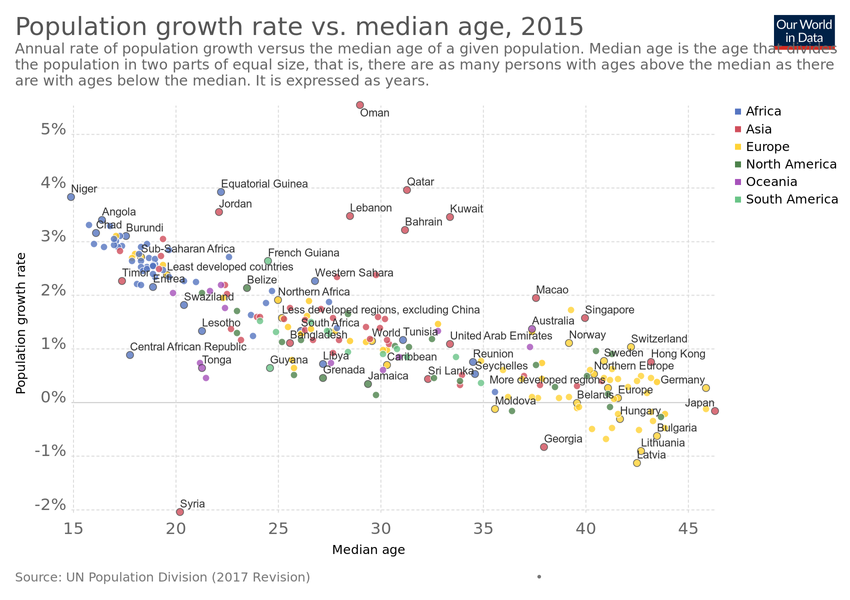 Population growth rate vs. median age, 2015
Our World
in Data
Annual rate of population growth versus the median age of a given population. Median age is the age that divides
the population in two parts of equal size, that is, there are as many persons with ages above the median as there
are with ages below the median. It is expressed as years.
Africa
Asia
Europe
North America
Oceania
South America
Population growth rate
5%
4%
3%
2%
1%
0%
-1%
-2%
Oman
Niger
Equatorial Guinea
Qatar
Jordan
Lebanon
Kuwait
Angola
Chad
Burundi
Bahrain
Sub-Saharan Africa
French Guiana
Least developed countries
Timor
Eritrea
Belize
Western Sahara
Swaziland
Northern Africa
Macao
Less developed regions, excluding China
Singapore
Lesotho
South Africa
Bangladesh
World
Tunisia
United Arab Emirates
Australia
Norway
Switzerland
Central African Republic
Tonga
Guyana
Libya
Caribbean
Reunion
Sweden
Hong Kong
Grenada
Jamaica
Sri Lanka
Seychelles
Northern Europe
More developed regions
Germany
Moldova
Belarus
Europe
Japan
Hungary
Bulgaria
Georgia
Lithuania
Latvia
Syria
15 20 25 30 35 40 45
Median age
Source: UN Population Division (2017 Revision)